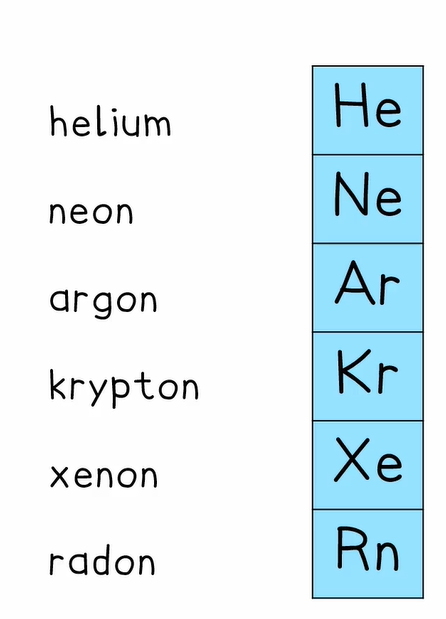 helium He
neon Ne
argon Ar
krypton Kr
xenon Xe
radon Rn